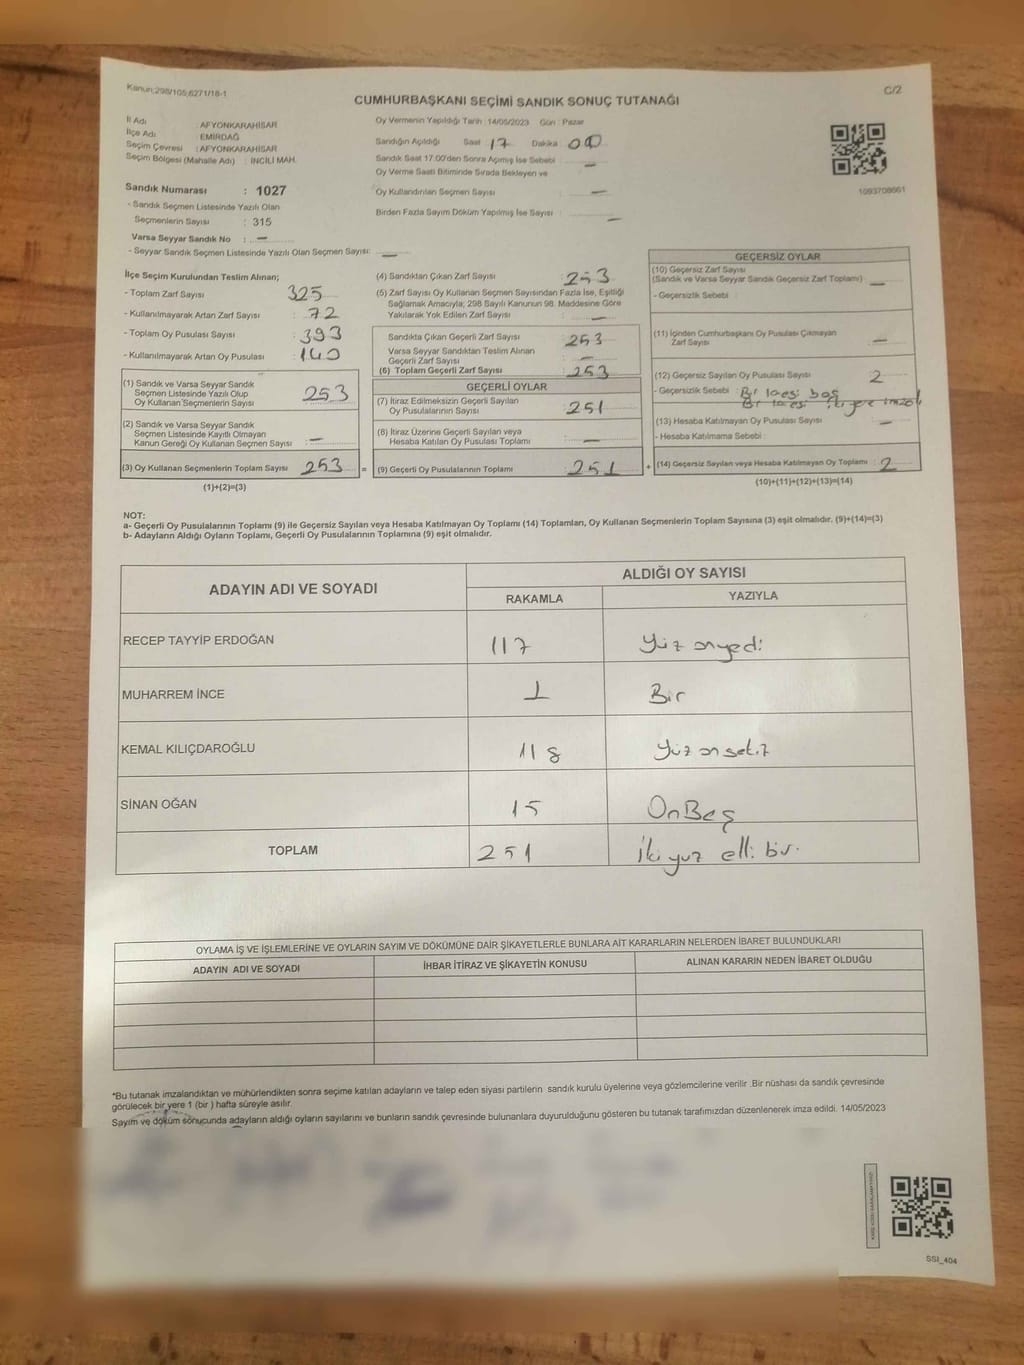 Kanun;298/105;6271/18-1
C/2
CUMHURBAŞKANI SEÇİMİ SANDIK SONUÇ TUTANAĞI
İl Adı : AFYONKARAHİSAR
İlçe Adı : EMİRDAĞ
Seçim Çevresi : AFYONKARAHİSAR
Seçim Bölgesi (Mahalle Adı) : İNCİLİ MAH.
Sandık Numarası : 1027
- Sandık Seçmen Listesinde Yazılı Olan
Seçmenlerin Sayısı : 315
Varsa Seyyar Sandık No : —
- Seyyar Sandık Seçmen Listesinde Yazılı Olan Seçmen Sayısı: —
Oy Vermenin Yapıldığı Tarih : 14/05/2023 Gün : Pazar
Sandığın Açıldığı Saat 17 Dakika 00
Sandık Saat 17.00'den Sonra Açımış İse Sebebi : —
Oy Verme Saati Bitiminde Sırada Bekleyen ve
Oy Kullandırılan Seçmen Sayısı : —
Birden Fazla Sayım Döküm Yapılmış İse Sayısı : —
1093708661
İlçe Seçim Kurulundan Teslim Alınan;
- Toplam Zarf Sayısı : 325
- Kullanılmayarak Artan Zarf Sayısı : 72
- Toplam Oy Pusulası Sayısı : 393
- Kullanılmayarak Artan Oy Pusulası : 140
(1) Sandık ve Varsa Seyyar Sandık
Seçmen Listesinde Yazılı Olup
Oy Kullanan Seçmenlerin Sayısı : 253
(2) Sandık ve Varsa Seyyar Sandık
Seçmen Listesinde Kayıtlı Olmayan
Kanun Gereği Oy Kullanan Seçmen Sayısı : —
(3) Oy Kullanan Seçmenlerin Toplam Sayısı : 253 =
(1)+(2)=(3)
(4) Sandıktan Çıkan Zarf Sayısı : 253
(5) Zarf Sayısı Oy Kullanan Seçmen Sayısından Fazla İse, Eşitliği
Sağlamak Amacıyla; 298 Sayılı Kanunun 98. Maddesine Göre
Yakılarak Yok Edilen Zarf Sayısı : —
Sandıkta Çıkan Geçerli Zarf Sayısı : 253
Varsa Seyyar Sandıktan Teslim Alınan
Geçerli Zarf Sayısı : —
(6) Toplam Geçerli Zarf Sayısı : 253
GEÇERLİ OYLAR
(7) İtiraz Edilmeksizin Geçerli Sayılan
Oy Pusulalarının Sayısı : 251
(8) İtiraz Üzerine Geçerli Sayılan veya
Hesaba Katılan Oy Pusulası Toplamı : —
(9) Geçerli Oy Pusulalarının Toplamı : 251 +
GEÇERSİZ OYLAR
(10) Geçersiz Zarf Sayısı
(Sandık ve Varsa Seyyar Sandık Geçersiz Zarf Toplamı) : —
- Geçersizlik Sebebi :
(11) İçinden Cumhurbaşkanı Oy Pusulası Çıkmayan
Zarf Sayısı : —
(12) Geçersiz Sayılan Oy Pusulası Sayısı : 2
- Geçersizlik Sebebi : Bir boş
Bir iki yere
(13) Hesaba Katılmayan Oy Pusulası Sayısı : —
- Hesaba Katılmama Sebebi :
(14) Geçersiz Sayılan veya Hesaba Katılmayan Oy Toplamı : 2
(10)+(11)+(12)+(13)=(14)
NOT:
a- Geçerli Oy Pusulalarının Toplamı (9) ile Geçersiz Sayılan veya Hesaba Katılmayan Oy Toplamı (14) Toplamları, Oy Kullanan Seçmenlerin Toplam Sayısına (3) eşit olmalıdır. (9)+(14)=(3)
b- Adayların Aldığı Oyların Toplamı, Geçerli Oy Pusulalarının Toplamına (9) eşit olmalıdır.
ADAYIN ADI VE SOYADI ALDIĞI OY SAYISI
RAKAMLA YAZIYLA
RECEP TAYYİP ERDOĞAN 117 Yüz onyedi
MUHARREM İNCE 1 Bir
KEMAL KILIÇDAROĞLU 118 Yüz on sekiz
SİNAN OĞAN 15 OnBeş
TOPLAM 251 İki yuz elli bir.
OYLAMA İŞ VE İŞLEMLERİNE VE OYLARIN SAYIM VE DÖKÜMÜNE DAİR ŞİKAYETLERLE BUNLARA AİT KARARLARIN NELERDEN İBARET BULUNDUKLARI
ADAYIN ADI VE SOYADI İHBAR İTİRAZ VE ŞİKAYETİN KONUSU ALINAN KARARIN NEDEN İBARET OLDUĞU
*Bu tutanak imzalandıktan ve mühürlendikten sonra seçime katılan adayların ve talep eden siyasi partilerin sandık kurulu üyelerine veya gözlemcilerine verilir .Bir nüshası da sandık çevresinde
görülecek bir yere 1 (bir ) hafta süreyle asılır.
Sayım ve döküm sonucunda adayların aldığı oyların sayılarını ve bunların sandık çevresinde bulunanlara duyurulduğunu gösteren bu tutanak tarafımızdan düzenlenerek imza edildi. 14/05/2023
SSI_404